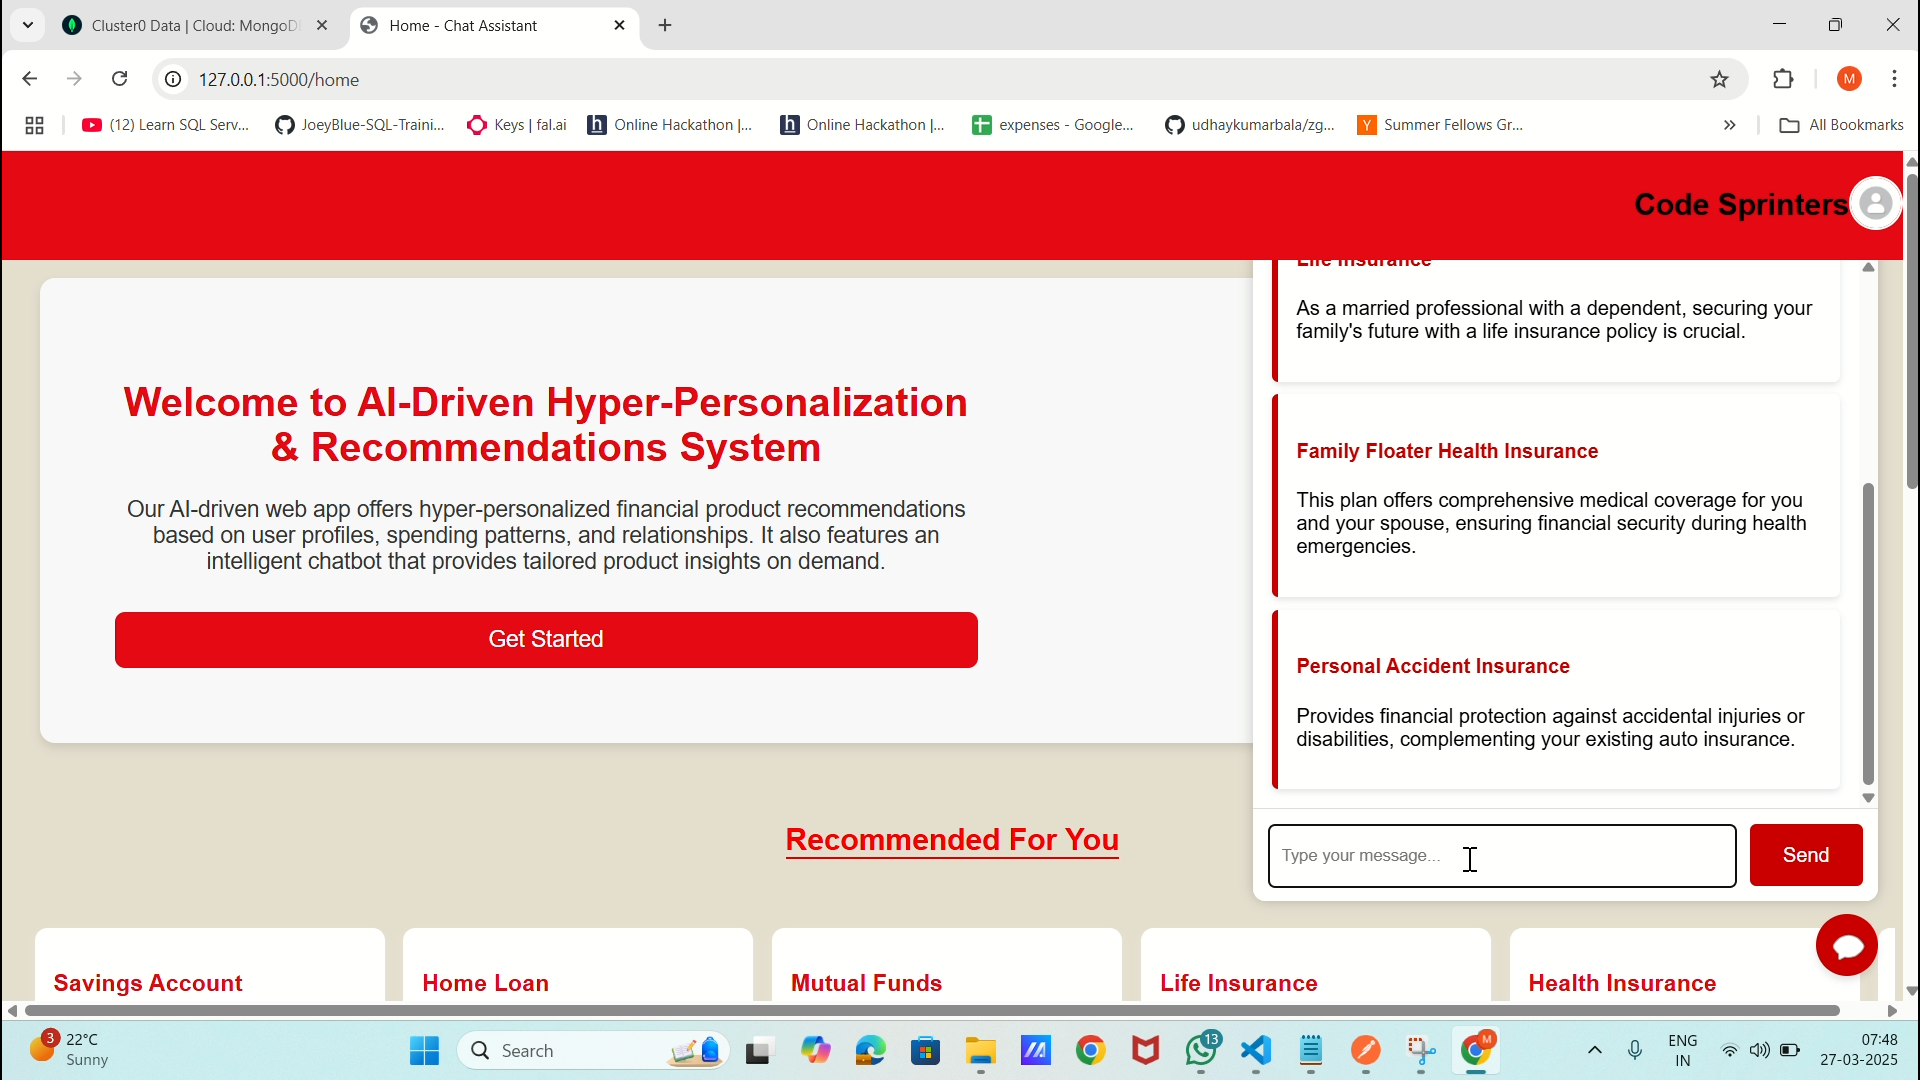 Cluster0 Data | Cloud: MongoD
Home - Chat Assistant
127.0.0.1:5000/home
M
(12) Learn SQL Serv...
JoeyBlue-SQL-Traini...
Keys | fal.ai
Online Hackathon |...
Online Hackathon |...
expenses - Google...
udhaykumarbala/zg...
Summer Fellows Gr...
All Bookmarks
Code Sprinters
Welcome to AI-Driven Hyper-Personalization
& Recommendations System
Our AI-driven web app offers hyper-personalized financial product recommendations
based on user profiles, spending patterns, and relationships. It also features an
intelligent chatbot that provides tailored product insights on demand.
Get Started
Life Insurance
As a married professional with a dependent, securing your
family's future with a life insurance policy is crucial.
Family Floater Health Insurance
This plan offers comprehensive medical coverage for you
and your spouse, ensuring financial security during health
emergencies.
Personal Accident Insurance
Provides financial protection against accidental injuries or
disabilities, complementing your existing auto insurance.
Type your message...
Send
Recommended For You
Savings Account
Home Loan
Mutual Funds
Life Insurance
Health Insurance
3
22°C
Sunny
Search
13
M
ENG
IN
07:48
27-03-2025